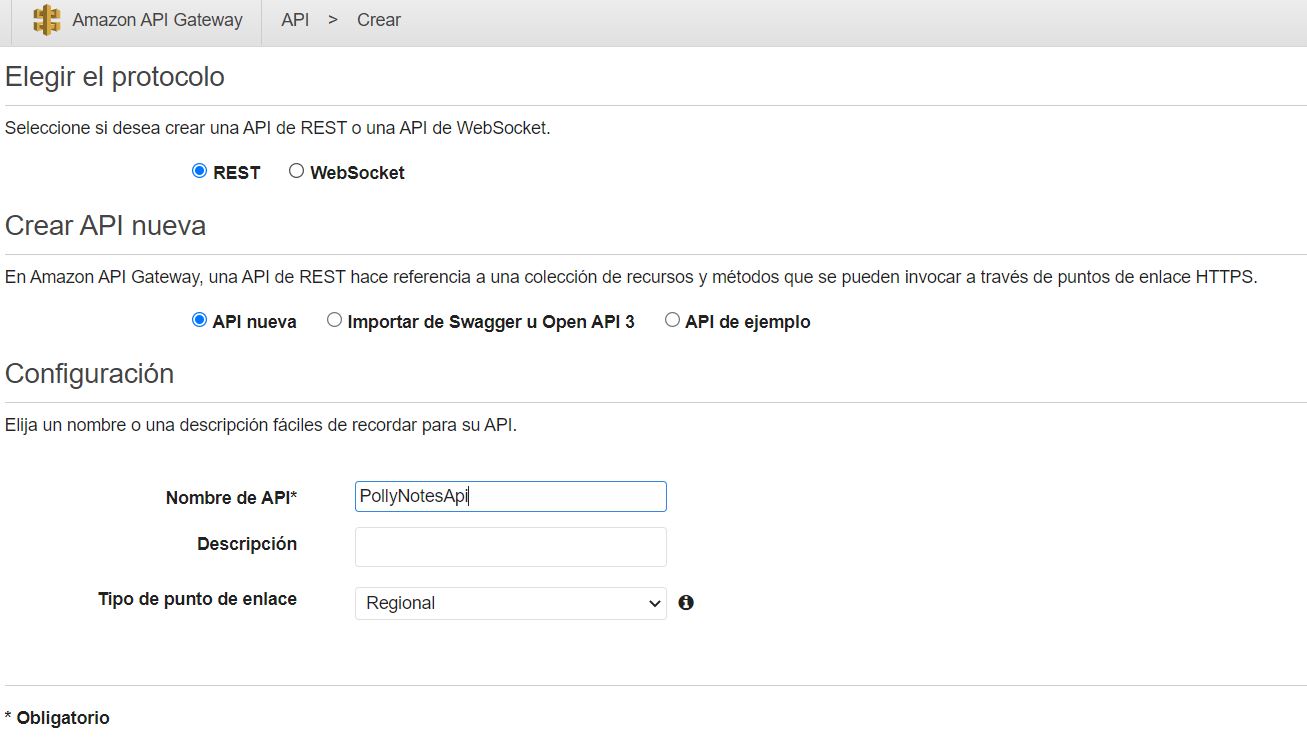 Amazon API Gateway API > Crear
Elegir el protocolo
Seleccione si desea crear una API de REST o una API de WebSocket.
REST WebSocket
Crear API nueva
En Amazon API Gateway, una API de REST hace referencia a una colección de recursos y métodos que se pueden invocar a través de puntos de enlace HTTPS.
API nueva Importar de Swagger u Open API 3 API de ejemplo
Configuración
Elija un nombre o una descripción fáciles de recordar para su API.
Nombre de API* PollyNotesApi
Descripción
Tipo de punto de enlace Regional
* Obligatorio